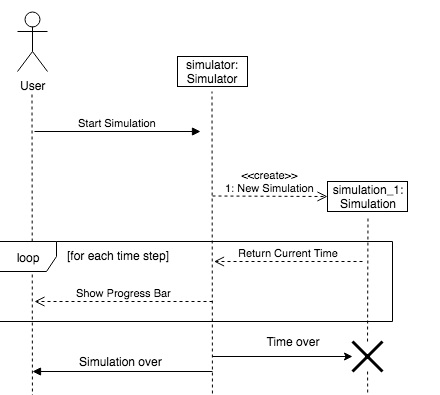 simulator:
Simulator
User
Start Simulation
<<create>>
1: New Simulation
simulation_1:
Simulation
loop
[for each time step]
Return Current Time
Show Progress Bar
Time over
Simulation over